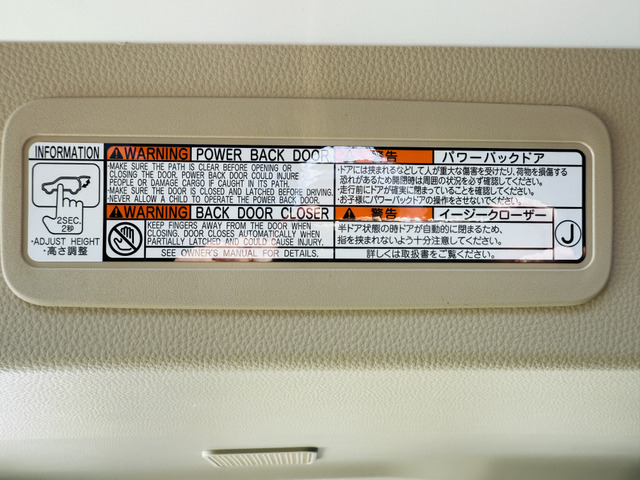 INFORMATION
2SEC.
2秒
・ADJUST HEIGHT
・高さ調整
WARNING POWER BACK DOOR
・MAKE SURE THE PATH IS CLEAR BEFORE OPENING OR
CLOSING THE DOOR. POWER BACK DOOR COULD INJURE
PEOPLE OR DAMAGE CARGO IF CAUGHT IN ITS PATH.
・MAKE SURE THE DOOR IS CLOSED AND LATCHED BEFORE DRIVING.
・NEVER ALLOW A CHILD TO OPERATE THE POWER BACK DOOR.
WARNING BACK DOOR CLOSER
KEEP FINGERS AWAY FROM THE DOOR WHEN
CLOSING. DOOR CLOSES AUTOMATICALLY WHEN
PARTIALLY LATCHED AND COULD CAUSE INJURY.
SEE OWNER'S MANUAL FOR DETAILS.
警告 パワーバックドア
・ドアには挟まれるなどして人が重大な傷害を受けたり、荷物を損傷する
恐れがあるため開閉時は周囲の状況を必ず確認してください。
・走行前にドアが確実に閉まっていることを確認してください。
・お子様にパワーバックドアの操作をさせないでください。
警告 イージークローザー
半ドア状態の時ドアが自動的に閉まるため、
指を挟まれないよう十分注意してください。
詳しくは取扱書をご覧ください。
J